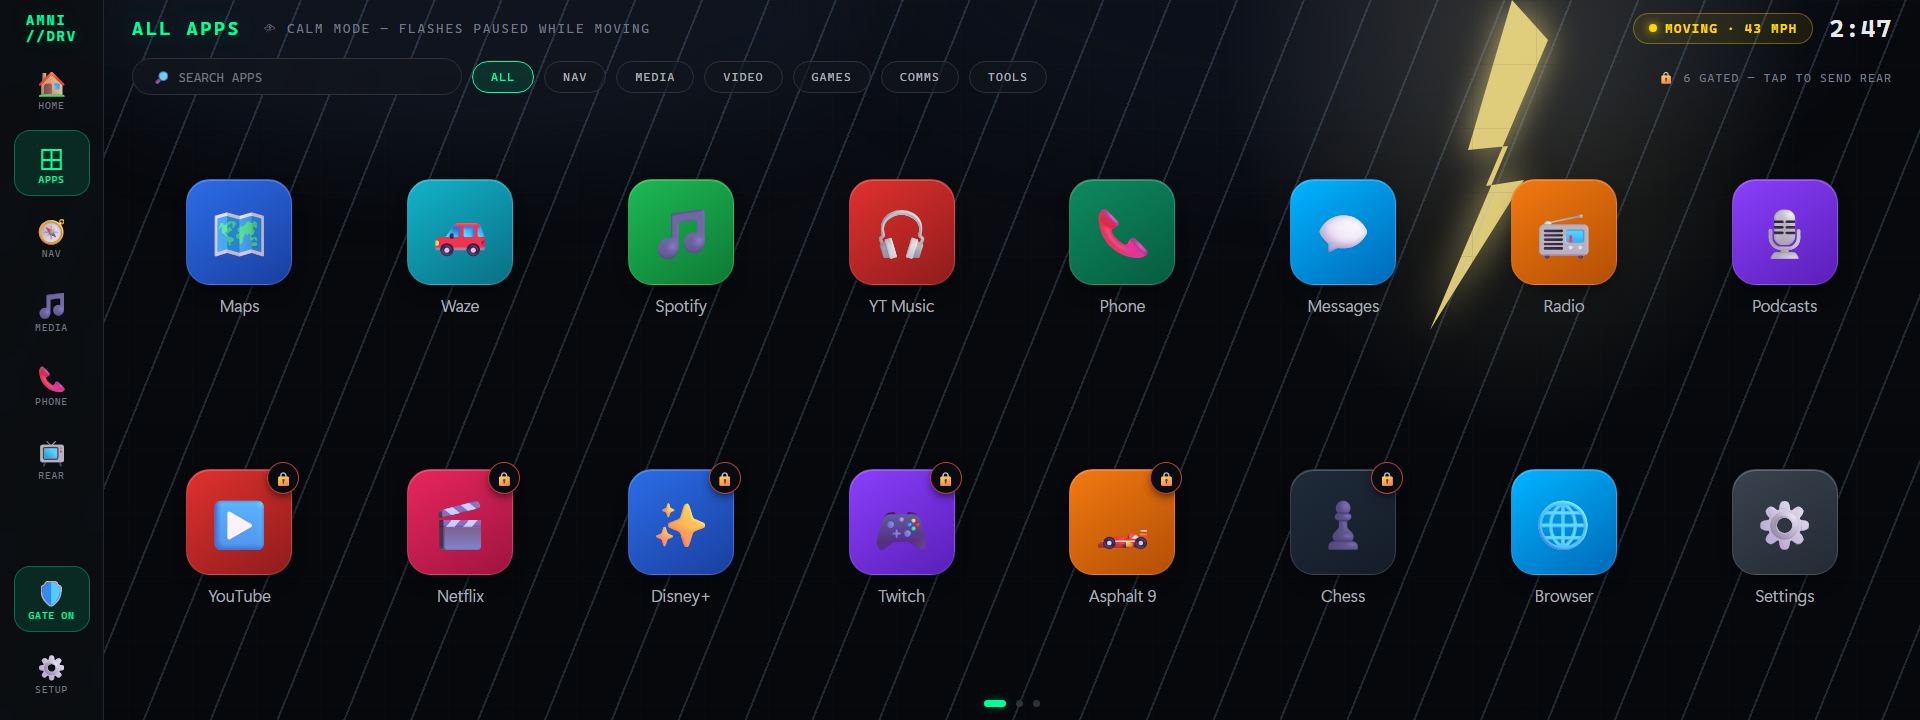 AMNI
//DRV
HOME
APPS
NAV
MEDIA
PHONE
REAR
GATE ON
SETUP
ALL APPS
CALM MODE — FLASHES PAUSED WHILE MOVING
MOVING · 43 MPH
2:47
SEARCH APPS
ALL
NAV
MEDIA
VIDEO
GAMES
COMMS
TOOLS
6 GATED — TAP TO SEND REAR
Maps
Waze
Spotify
YT Music
Phone
Messages
Radio
Podcasts
YouTube
Netflix
Disney+
Twitch
Asphalt 9
Chess
Browser
Settings